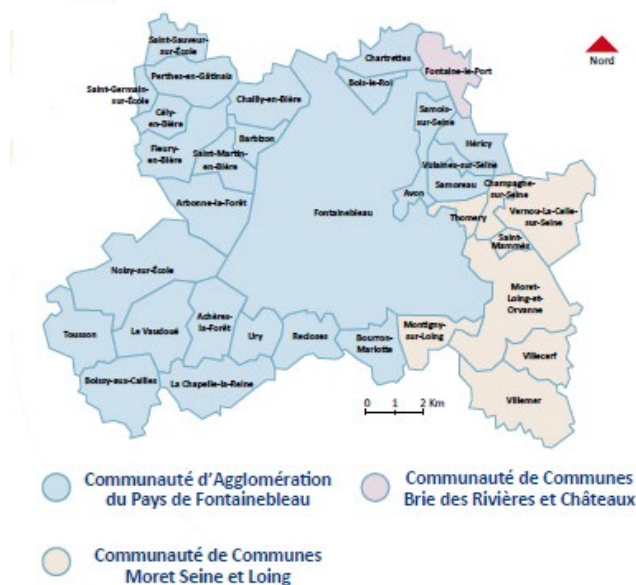 Saint-Sauveur-
sur-École
Chartrettes
Nord
Perthes-en-Gâtinais
Fontaine-le-Port
Saint-Germain-
sur-École
Chailly-en-Bière
Bois-le-Roi
Cély-
en-Bière
Samois-
sur-Seine
Barbizon
Héricy
Fleury-
en-Bière
Saint-Martin-
en-Bière
Vulaines-sur-Seine
Samoreau
Champagne-
sur-Seine
Avon
Arbonne-la-Forêt
Fontainebleau
Thomery
Vernou-La-Celle-
sur-Seine
Saint-
Mammès
Noisy-sur-École
Moret-
Loing-et-
Orvanne
Achères-
la-Forêt
Tousson
Le Vaudoué
Ury
Recloses
Bourron-
Marlotte
Montigny-
sur-Loing
Villecerf
Boissy-aux-Cailles
La Chapelle-la-Reine
Villemer
0 1 2 Km
Communauté d'Agglomération
du Pays de Fontainebleau
Communauté de Communes
Brie des Rivières et Châteaux
Communauté de Communes
Moret Seine et Loing